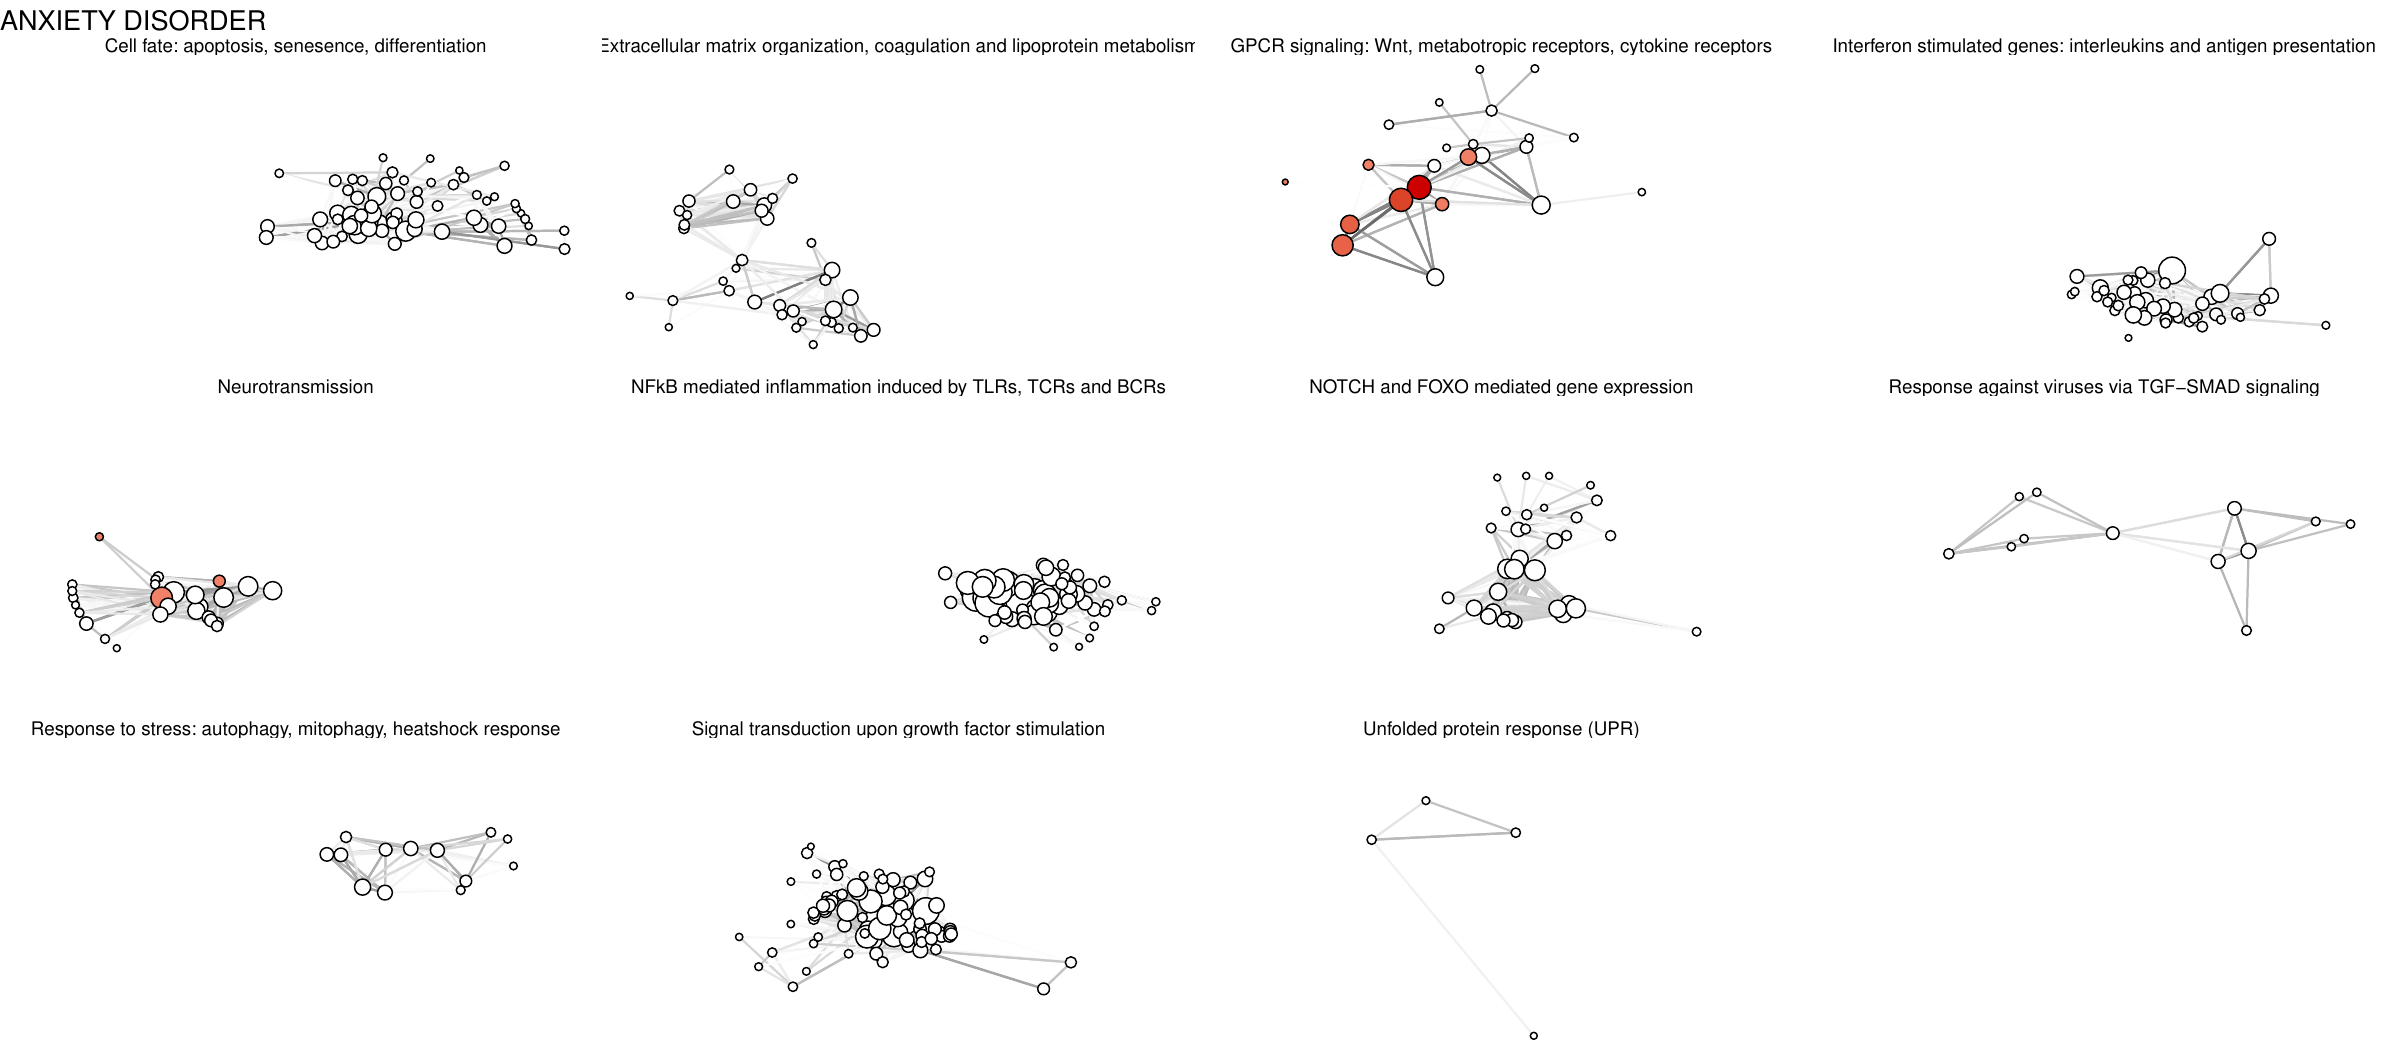 ANXIETY DISORDER
Cell fate: apoptosis, senesence, differentiation
Extracellular matrix organization, coagulation and lipoprotein metabolism
GPCR signaling: Wnt, metabotropic receptors, cytokine receptors
Interferon stimulated genes: interleukins and antigen presentation
Neurotransmission
NFkB mediated inflammation induced by TLRs, TCRs and BCRs
NOTCH and FOXO mediated gene expression
Response against viruses via TGF−SMAD signaling
Response to stress: autophagy, mitophagy, heatshock response
Signal transduction upon growth factor stimulation
Unfolded protein response (UPR)